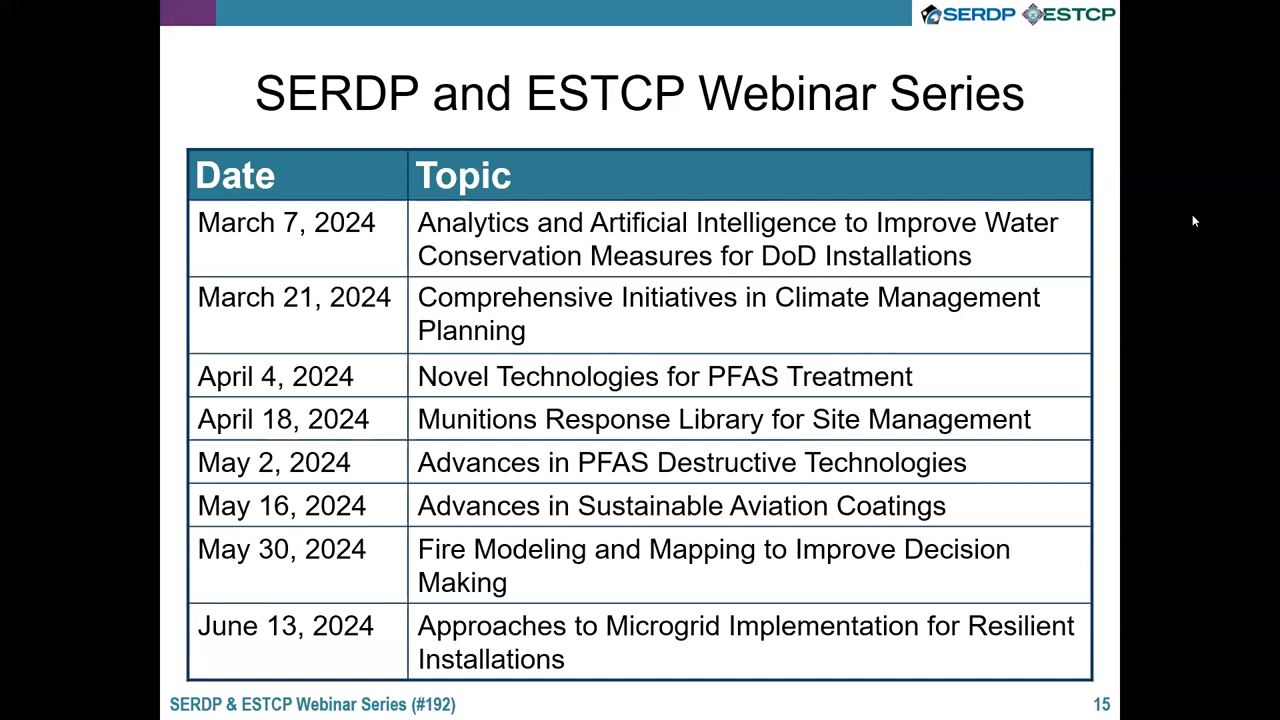 SERDP ESTCP
SERDP and ESTCP Webinar Series
Date Topic
March 7, 2024 Analytics and Artificial Intelligence to Improve Water
Conservation Measures for DoD Installations
March 21, 2024 Comprehensive Initiatives in Climate Management
Planning
April 4, 2024 Novel Technologies for PFAS Treatment
April 18, 2024 Munitions Response Library for Site Management
May 2, 2024 Advances in PFAS Destructive Technologies
May 16, 2024 Advances in Sustainable Aviation Coatings
May 30, 2024 Fire Modeling and Mapping to Improve Decision
Making
June 13, 2024 Approaches to Microgrid Implementation for Resilient
Installations
SERDP & ESTCP Webinar Series (#192) 15